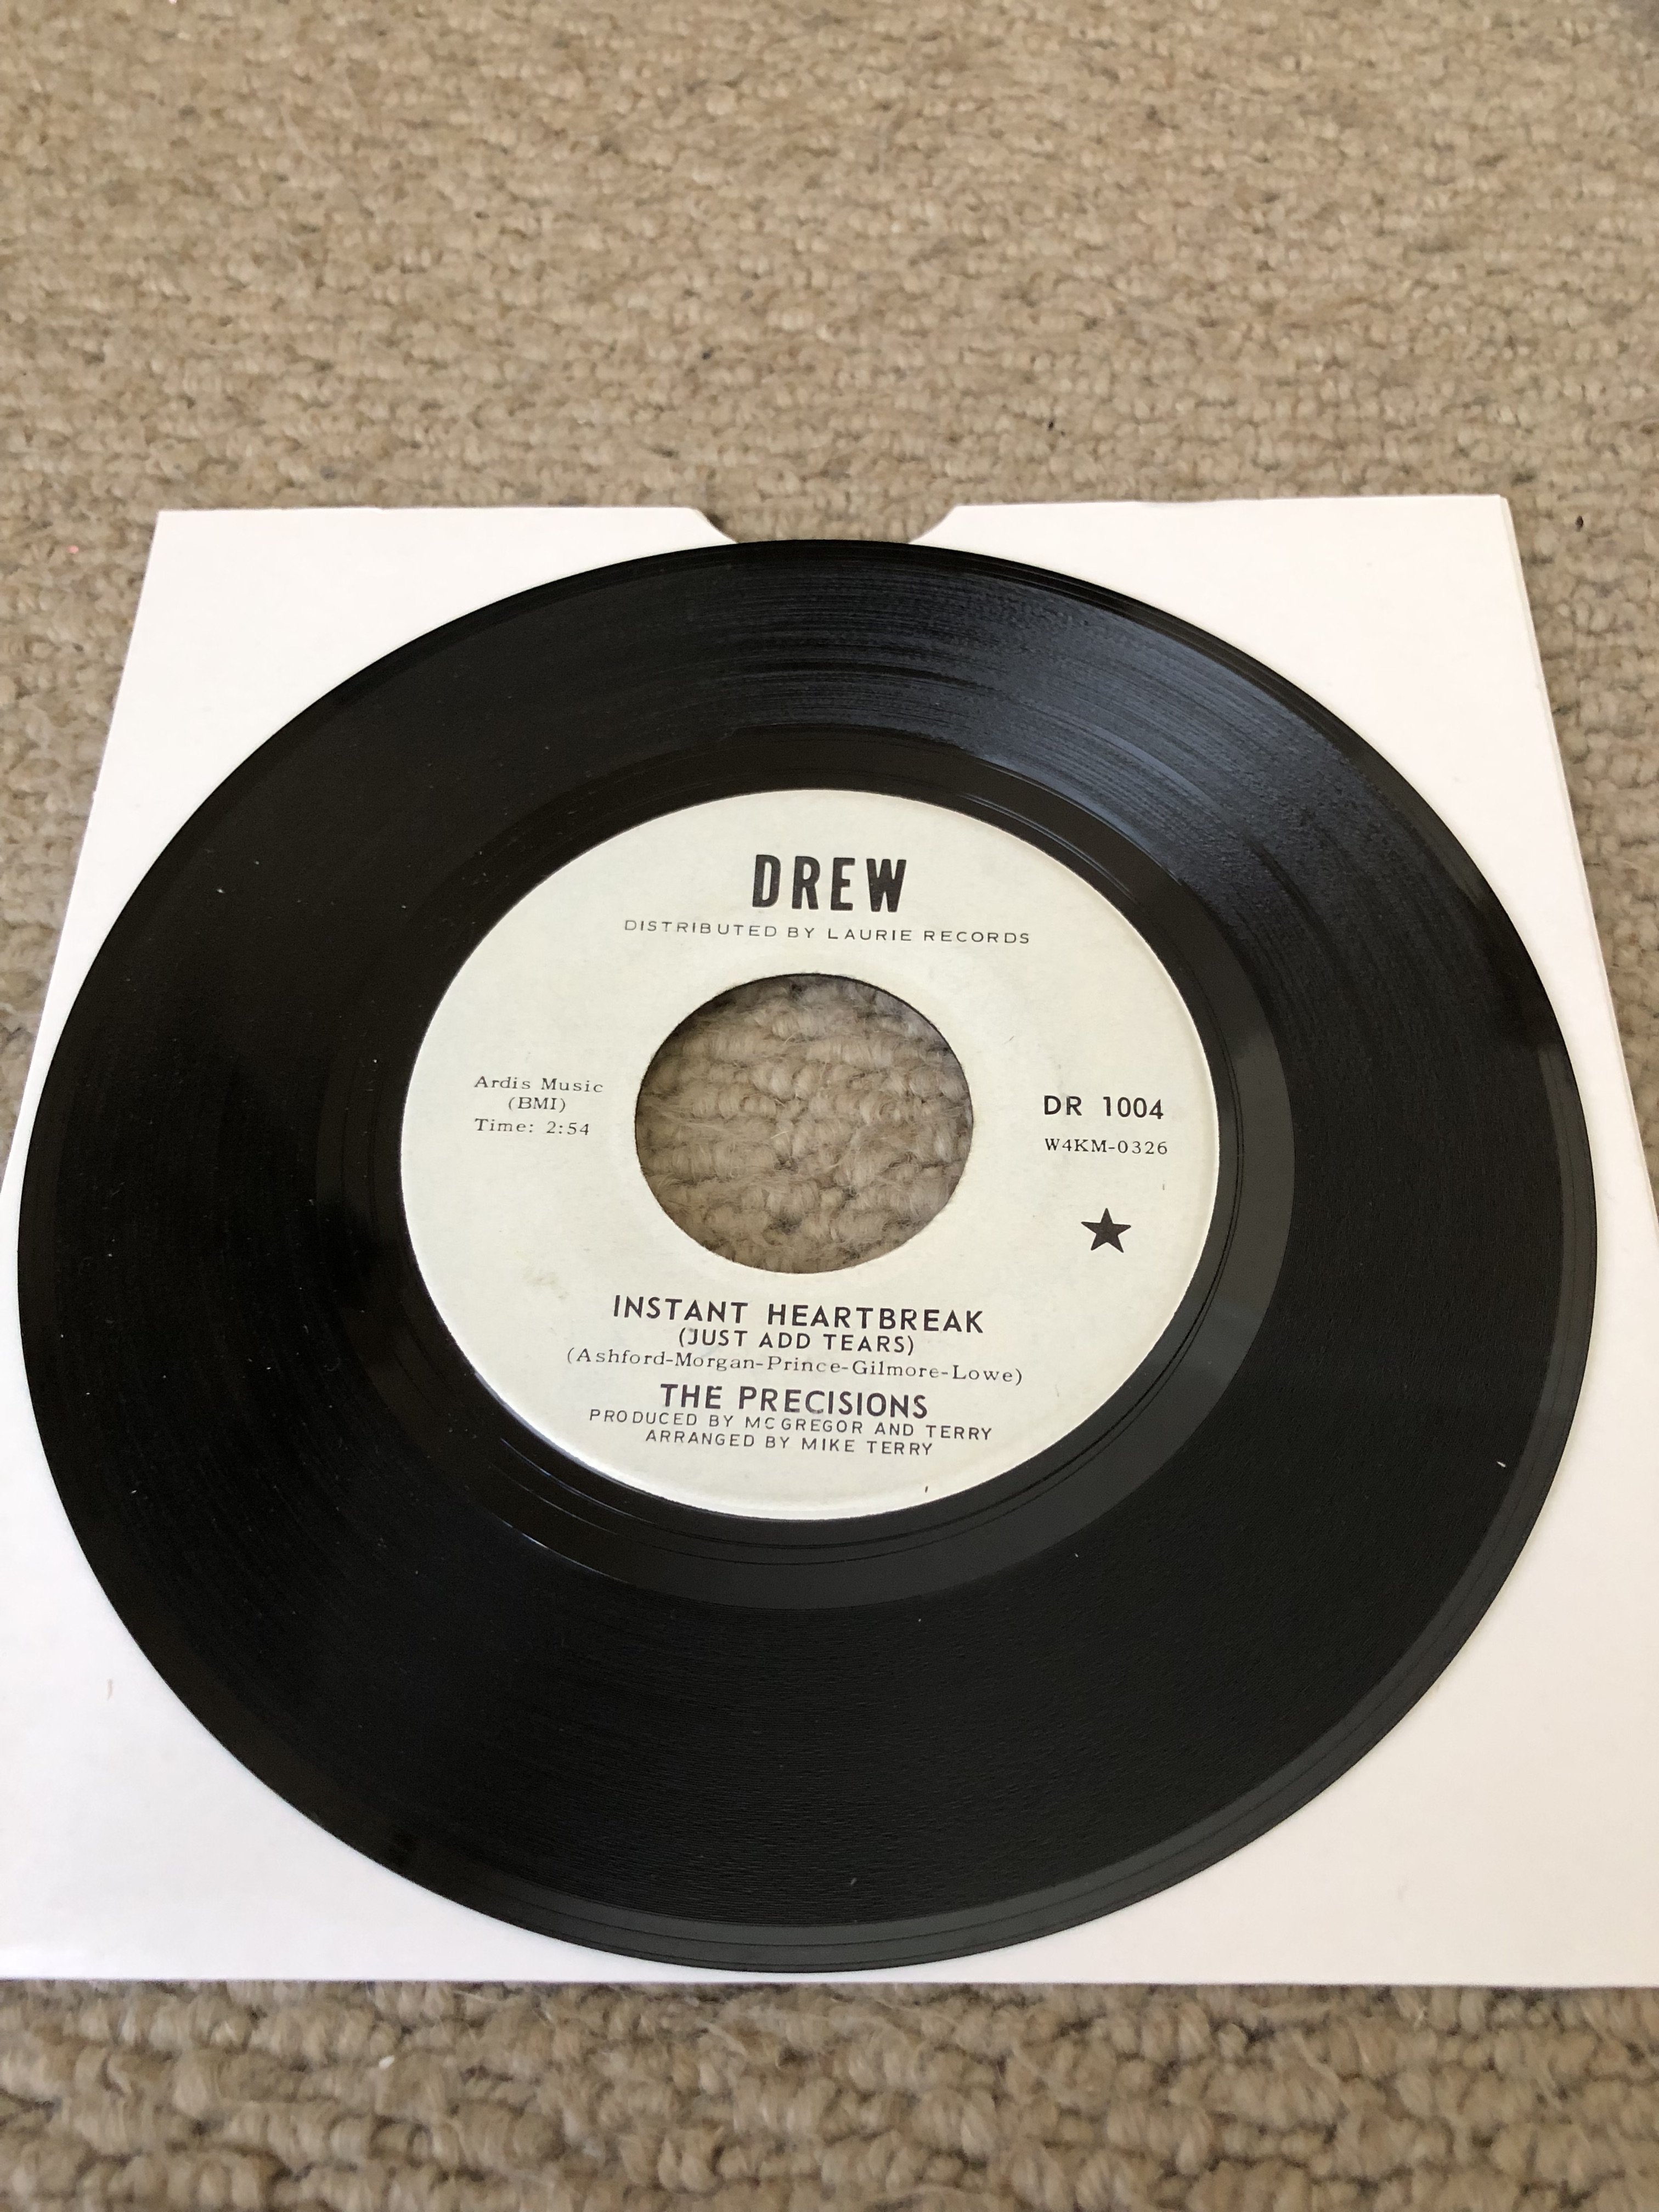 DREW
DISTRIBUTED BY LAURIE RECORDS
Ardis Music
(BMI)
Time: 2:54
DR 1004
W4KM-0326
INSTANT HEARTBREAK
(JUST ADD TEARS)
(Ashford-Morgan-Prince-Gilmore-Lowe)
THE PRECISIONS
PRODUCED BY MCGREGOR AND TERRY
ARRANGED BY MIKE TERRY